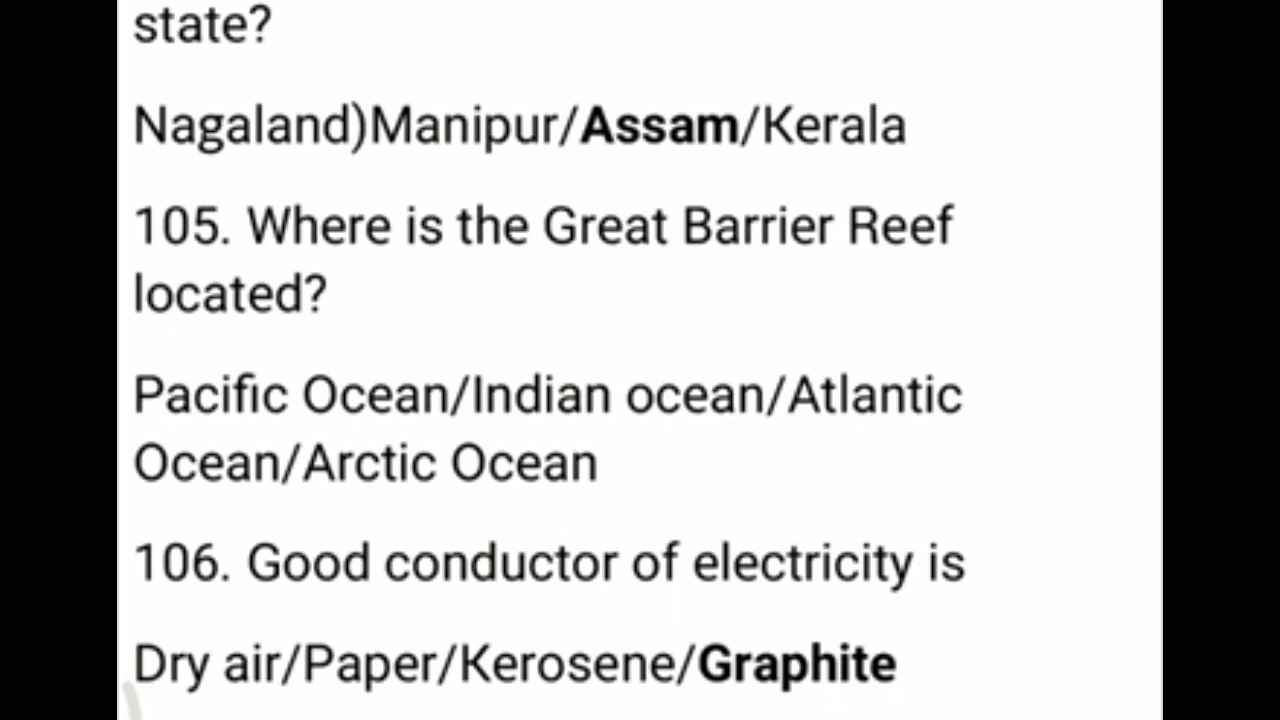 state?
Nagaland)Manipur/Assam/Kerala
105. Where is the Great Barrier Reef
located?
Pacific Ocean/Indian ocean/Atlantic
Ocean/Arctic Ocean
106. Good conductor of electricity is
Dry air/Paper/Kerosene/Graphite